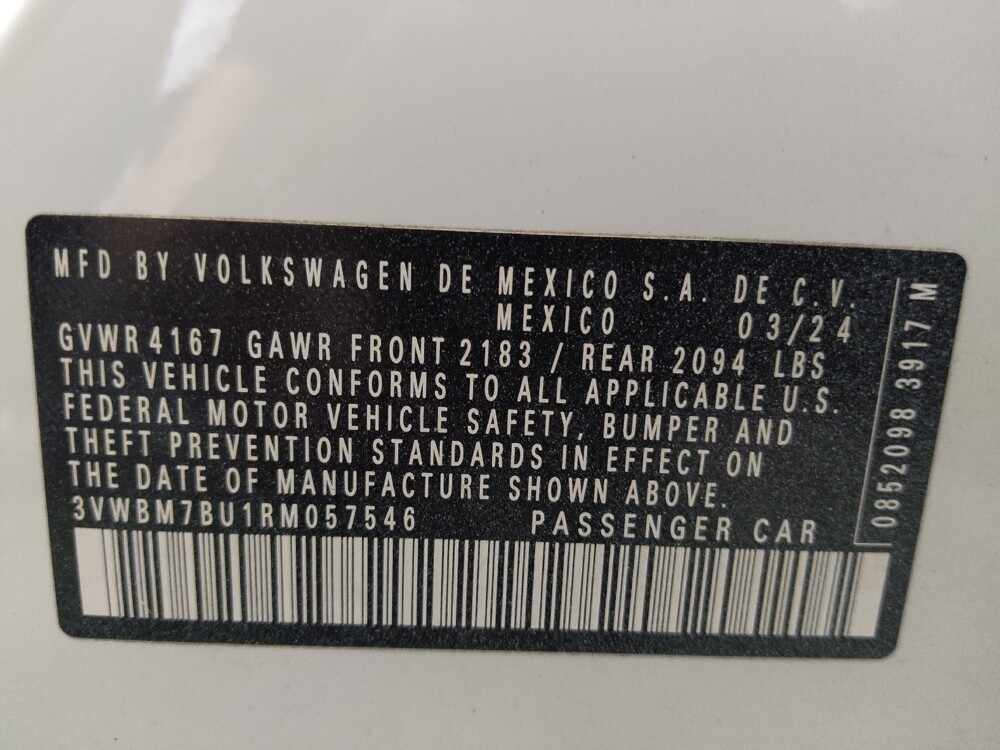 MFD BY VOLKSWAGEN DE MEXICO S.A. DE C.V.
MEXICO 03/24
GVWR 4167 GAWR FRONT 2183 / REAR 2094 LBS
THIS VEHICLE CONFORMS TO ALL APPLICABLE U.S.
FEDERAL MOTOR VEHICLE SAFETY, BUMPER AND
THEFT PREVENTION STANDARDS IN EFFECT ON
THE DATE OF MANUFACTURE SHOWN ABOVE.
3VWBM7BU1RM057546 PASSENGER CAR
0852098 3917 M